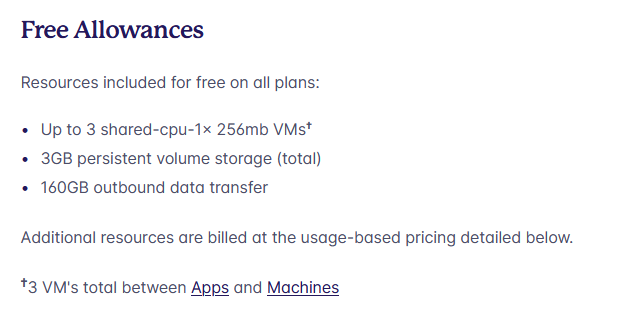 Free Allowances
Resources included for free on all plans:
• Up to 3 shared-cpu-1x 256mb VMs†
• 3GB persistent volume storage (total)
• 160GB outbound data transfer
Additional resources are billed at the usage-based pricing detailed below.
†3 VM's total between Apps and Machines